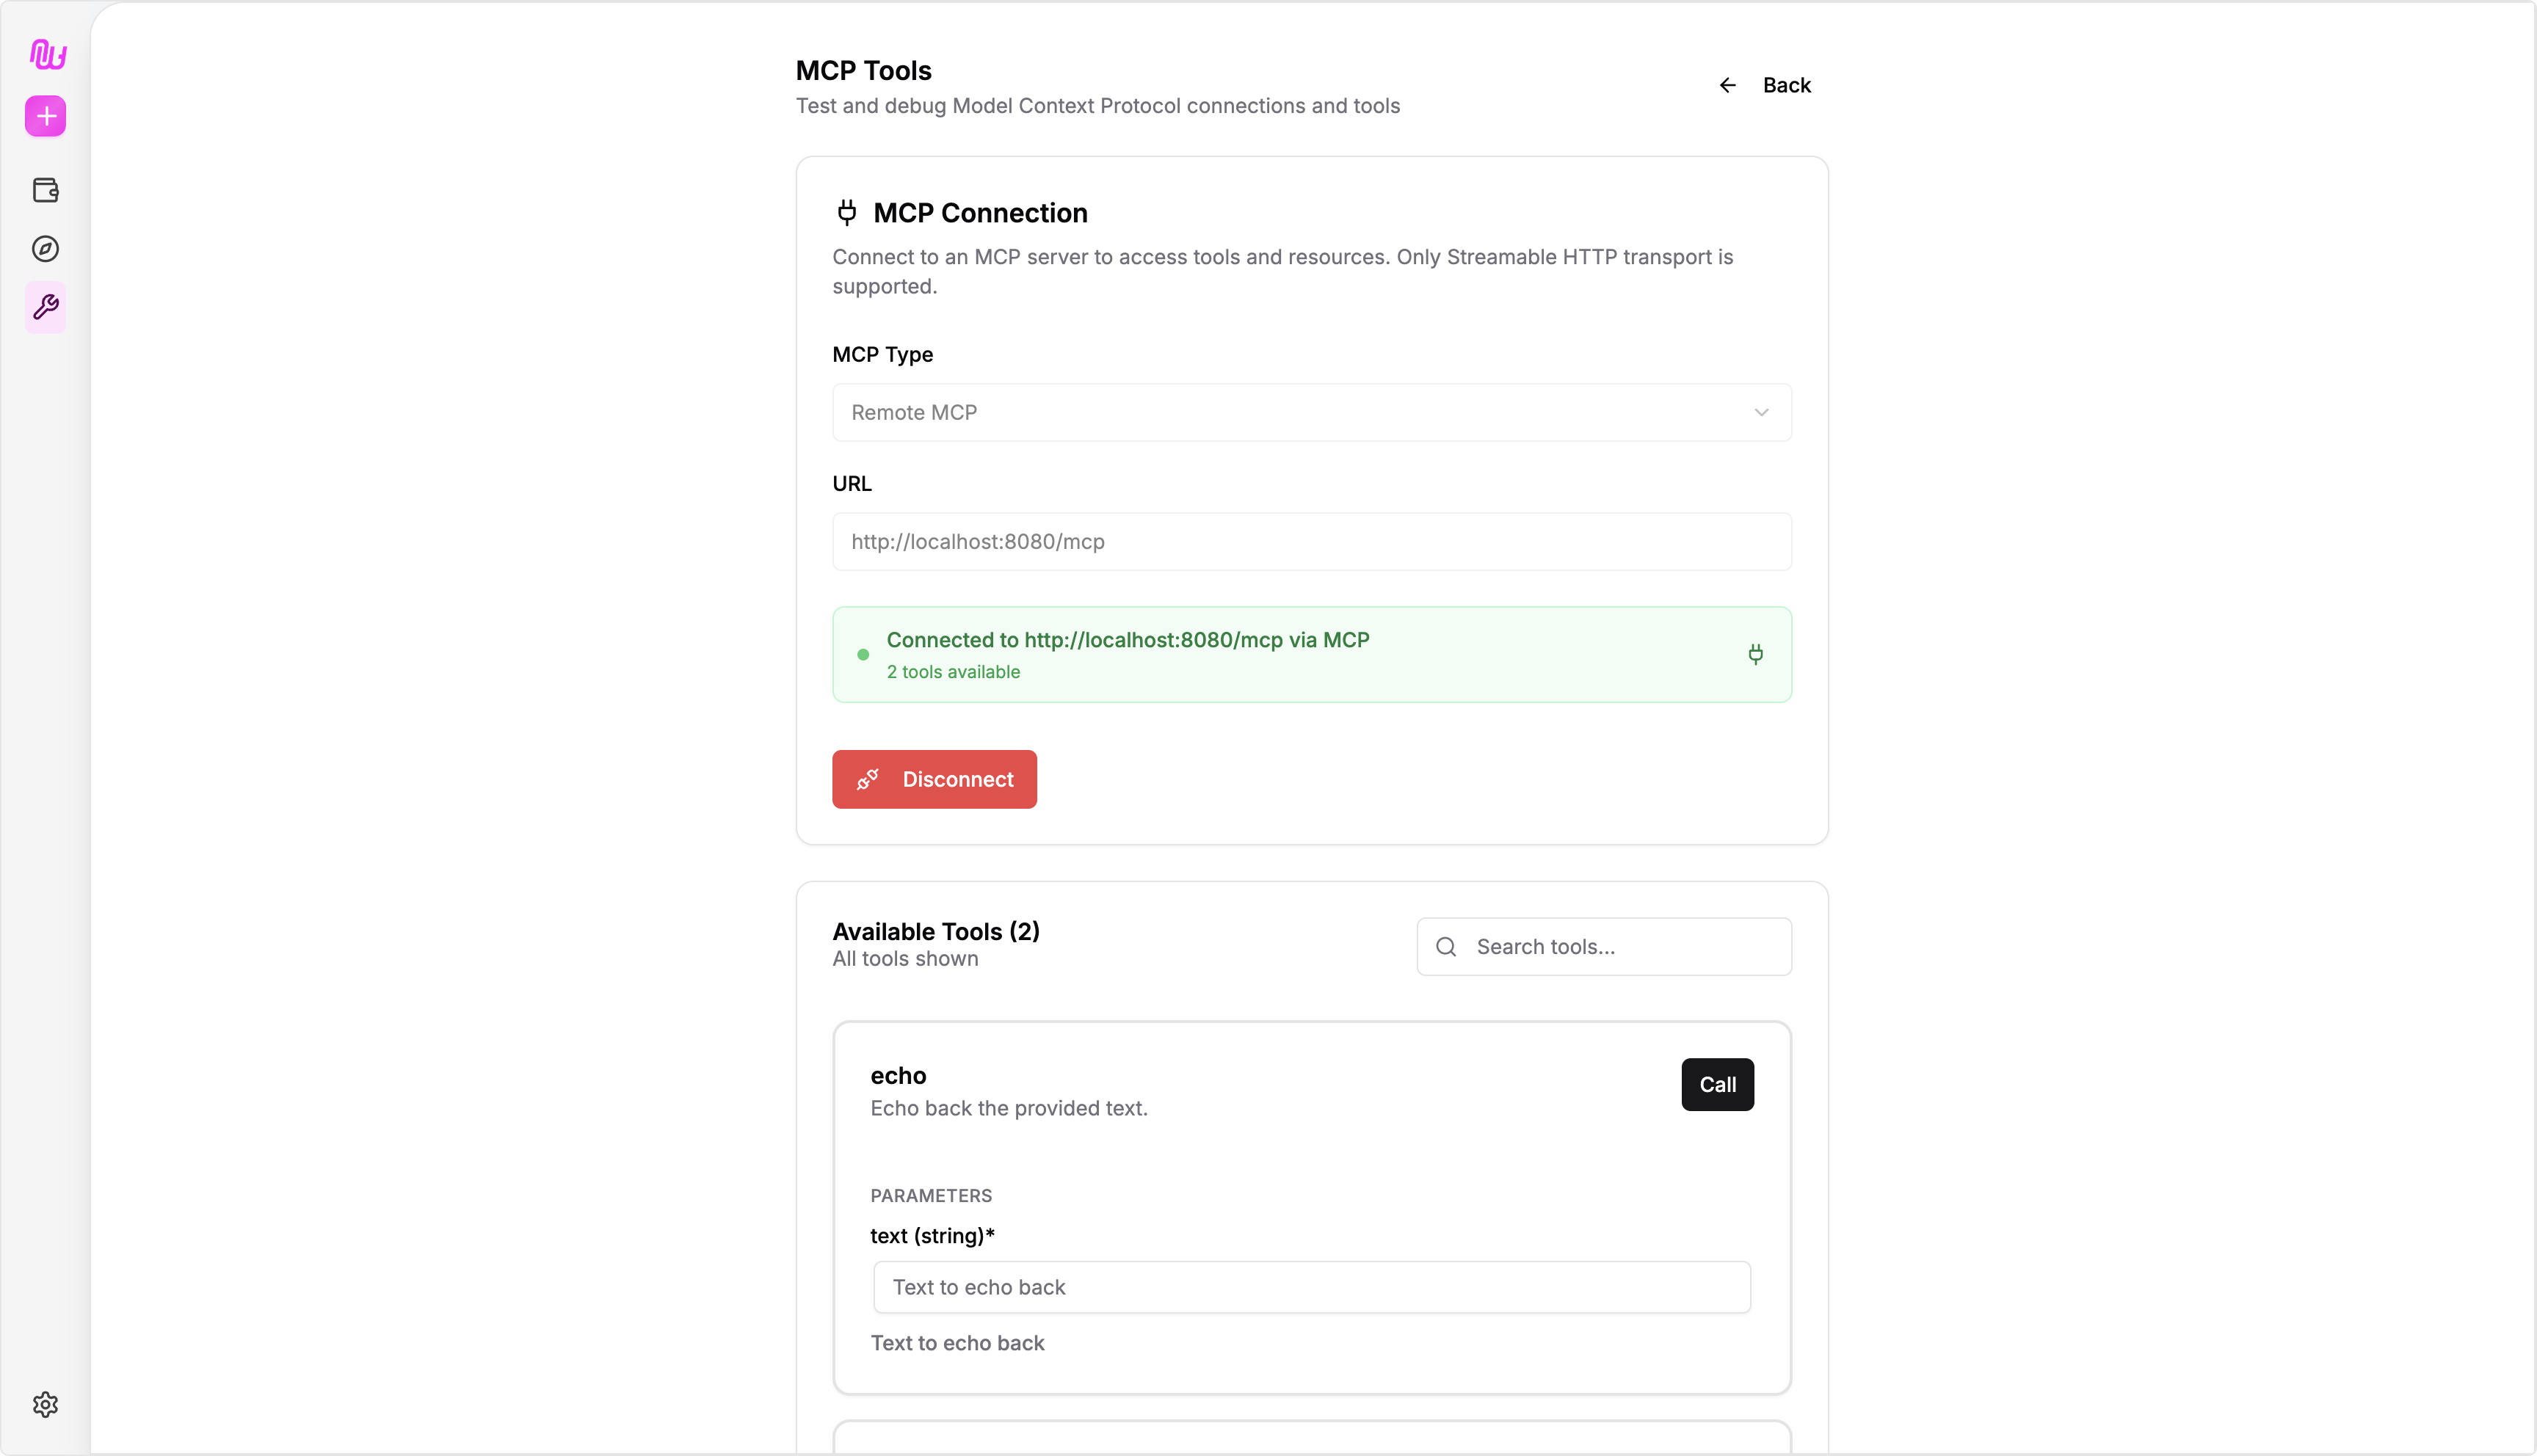 MCP Tools
Test and debug Model Context Protocol connections and tools
Back
MCP Connection
Connect to an MCP server to access tools and resources. Only Streamable HTTP transport is
supported.
MCP Type
Remote MCP
URL
http://localhost:8080/mcp
Connected to http://localhost:8080/mcp via MCP
2 tools available
Disconnect
Available Tools (2)
All tools shown
Search tools...
echo
Echo back the provided text.
Call
PARAMETERS
text (string)*
Text to echo back
Text to echo back